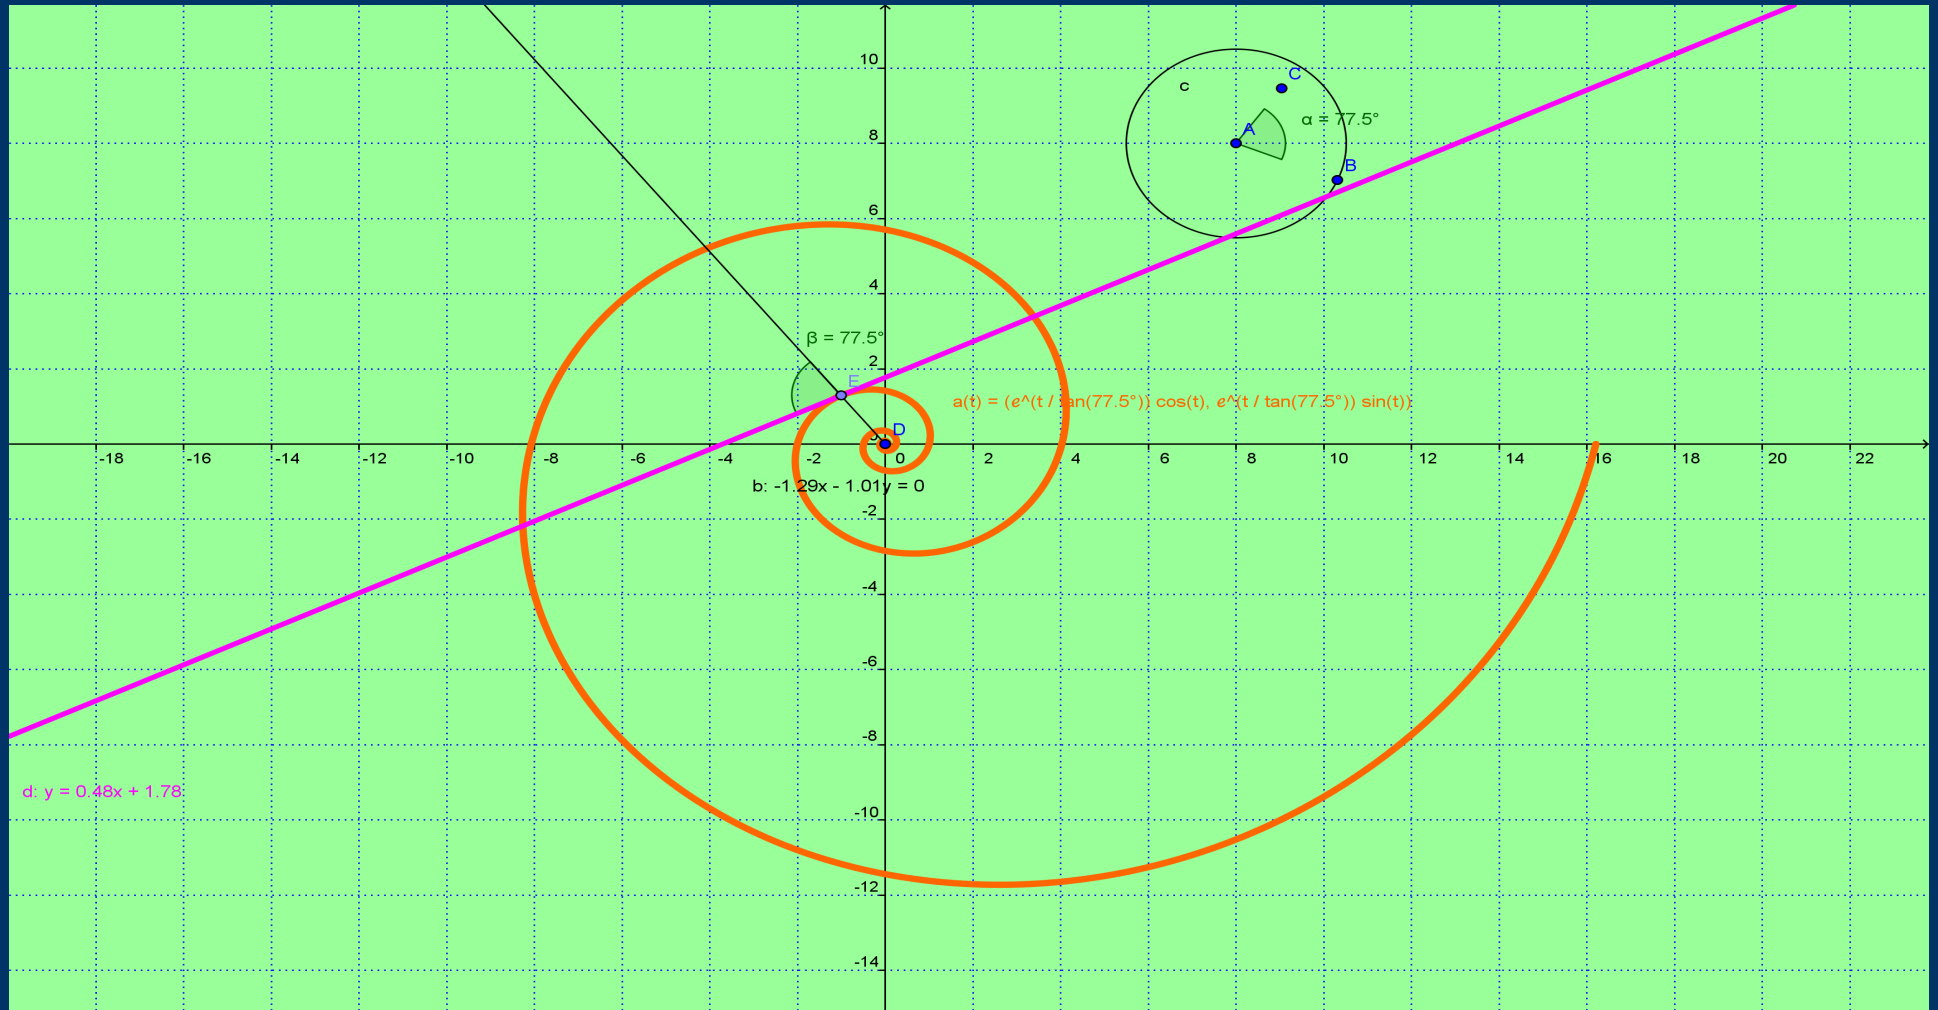 10
C
c
α = 77.5°
A
8
B
6
4
β = 77.5°
2
E
a(t) = (e^(t / tan(77.5°)) cos(t), e^(t / tan(77.5°)) sin(t))
D
0
-18 -16 -14 -12 -10 -8 -6 -4 -2 0 2 4 6 8 10 12 14 16 18 20 22
b: -1.29x - 1.01y = 0
-2
-4
-6
-8
d: y = 0.48x + 1.78
-10
-12
-14